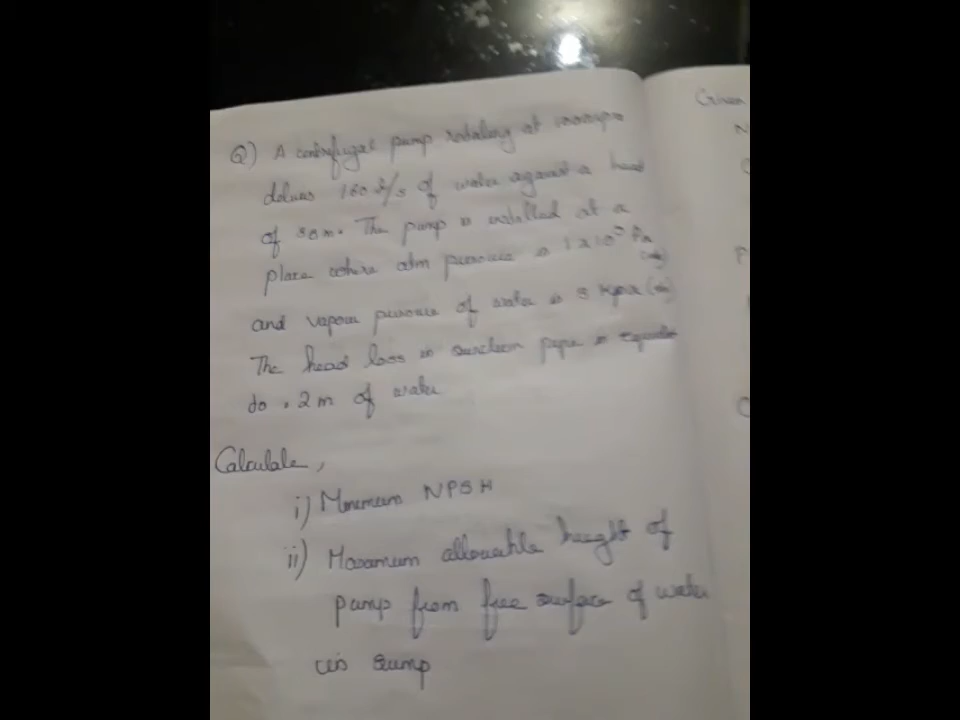 Q) A centrifugal pump rotating at
delivers 160 l/s of water against a head
of 30m. The pump is installed at a
place where atm pressure is 1 x 10⁵ Pa
and vapour pressure of water is 3 kPa
The head loss in suction pipe is equivalent
to .2m of water
Calculate,
i) Minimum NPSH
ii) Maximum allowable height of
pump from free surface of water
sump
Given
N
P